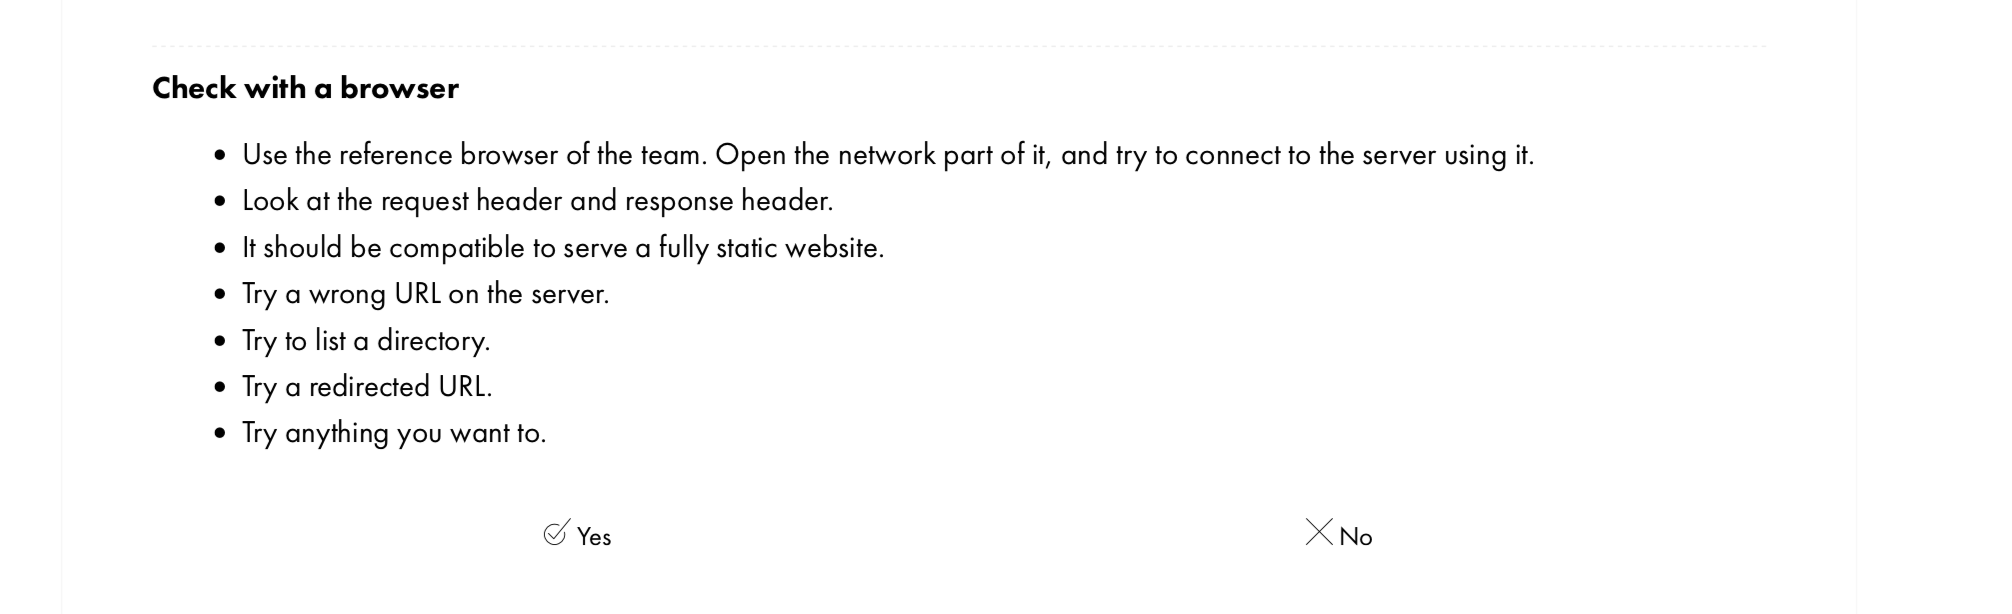 Check with a browser
• Use the reference browser of the team. Open the network part of it, and try to connect to the server using it.
• Look at the request header and response header.
• It should be compatible to serve a fully static website.
• Try a wrong URL on the server.
• Try to list a directory.
• Try a redirected URL.
• Try anything you want to.
Yes No